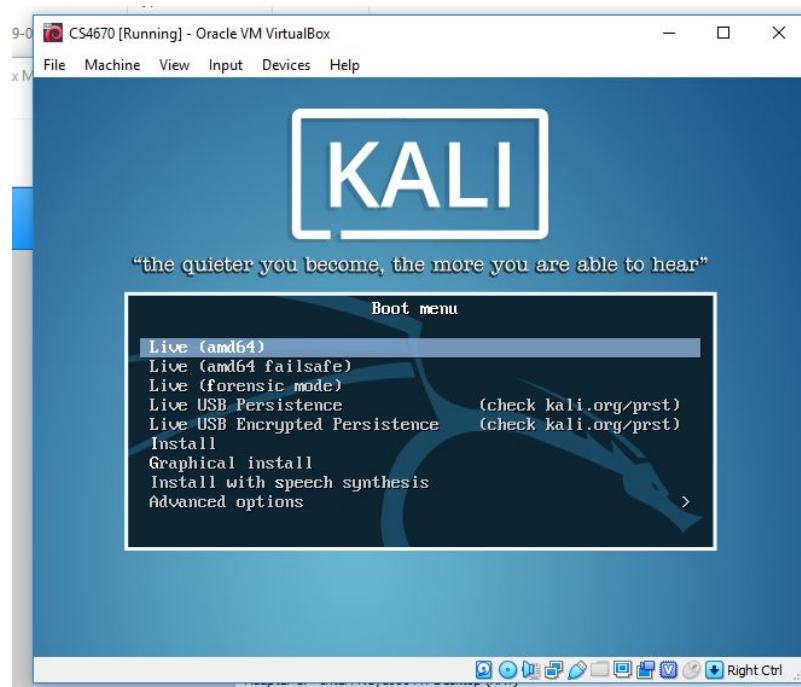 9-0
CS4670 [Running] - Oracle VM VirtualBox
x M
File Machine View Input Devices Help
KALI
“the quieter you become, the more you are able to hear”
Boot menu
Live (amd64)
Live (amd64 failsafe)
Live (forensic mode)
Live USB Persistence (check kali.org/prst)
Live USB Encrypted Persistence (check kali.org/prst)
Install
Graphical install
Install with speech synthesis
Advanced options >
Right Ctrl